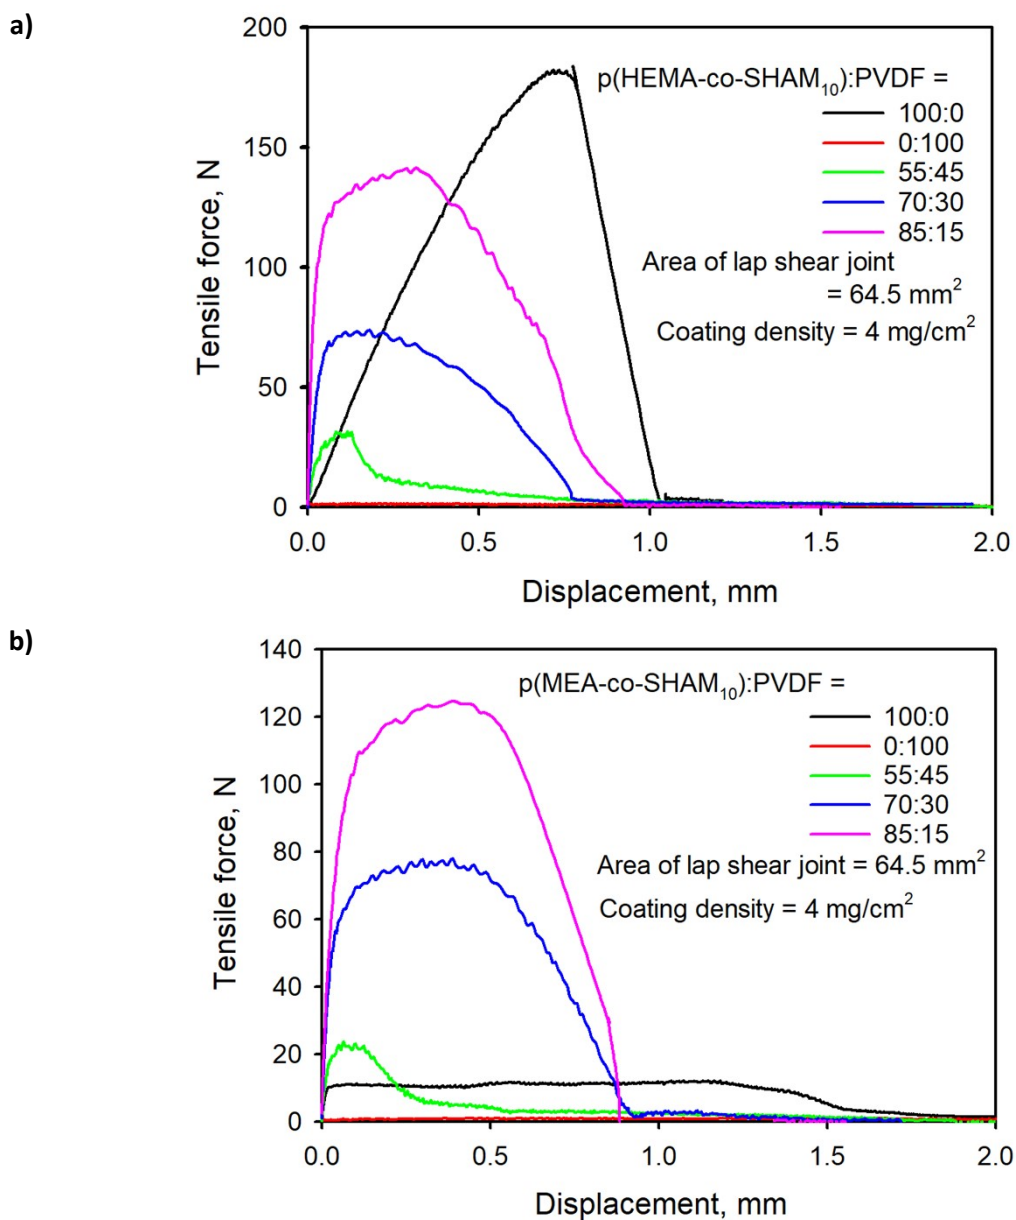 a)
200
150
100
50
0
Tensile force, N
p(HEMA-co-SHAM₁₀):PVDF =
100:0
0:100
55:45
70:30
85:15
Area of lap shear joint
= 64.5 mm²
Coating density = 4 mg/cm²
0.0 0.5 1.0 1.5 2.0
Displacement, mm
b)
140
120
100
80
60
40
20
0
Tensile force, N
p(MEA-co-SHAM₁₀):PVDF =
100:0
0:100
55:45
70:30
85:15
Area of lap shear joint = 64.5 mm²
Coating density = 4 mg/cm²
0.0 0.5 1.0 1.5 2.0
Displacement, mm